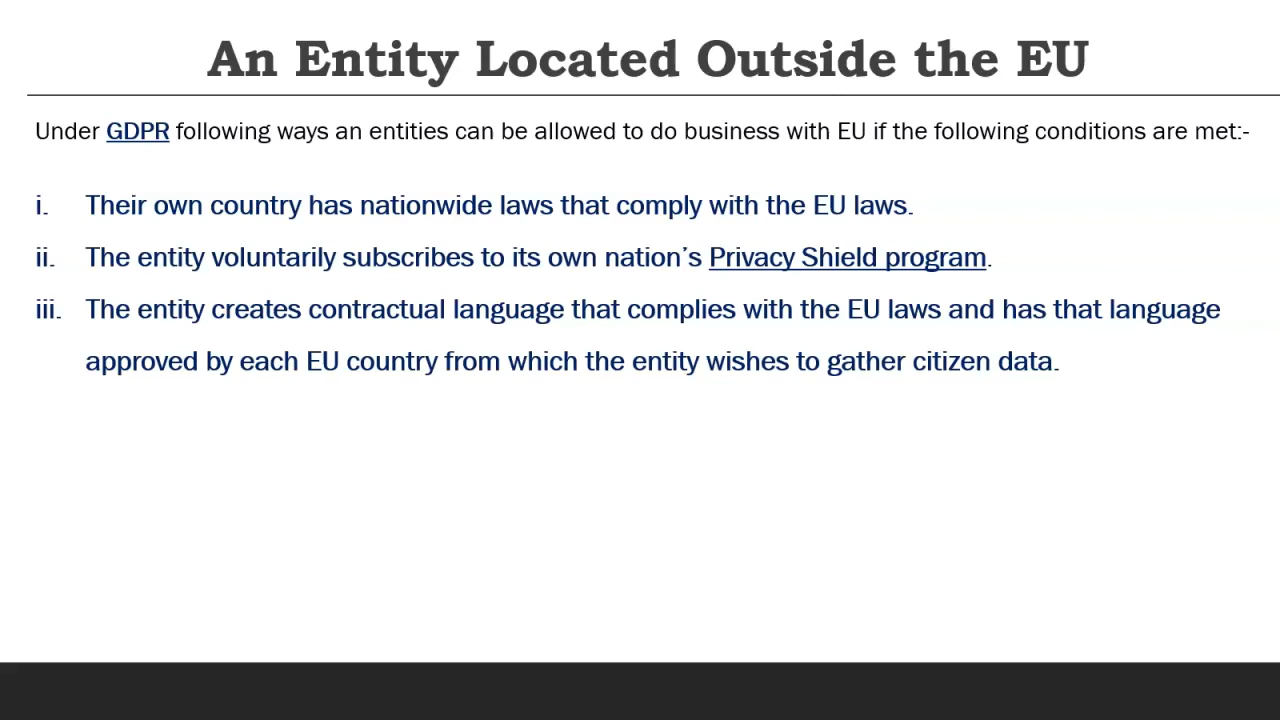 An Entity Located Outside the EU
Under GDPR following ways an entities can be allowed to do business with EU if the following conditions are met:-
i. Their own country has nationwide laws that comply with the EU laws.
ii. The entity voluntarily subscribes to its own nation’s Privacy Shield program.
iii. The entity creates contractual language that complies with the EU laws and has that language
approved by each EU country from which the entity wishes to gather citizen data.